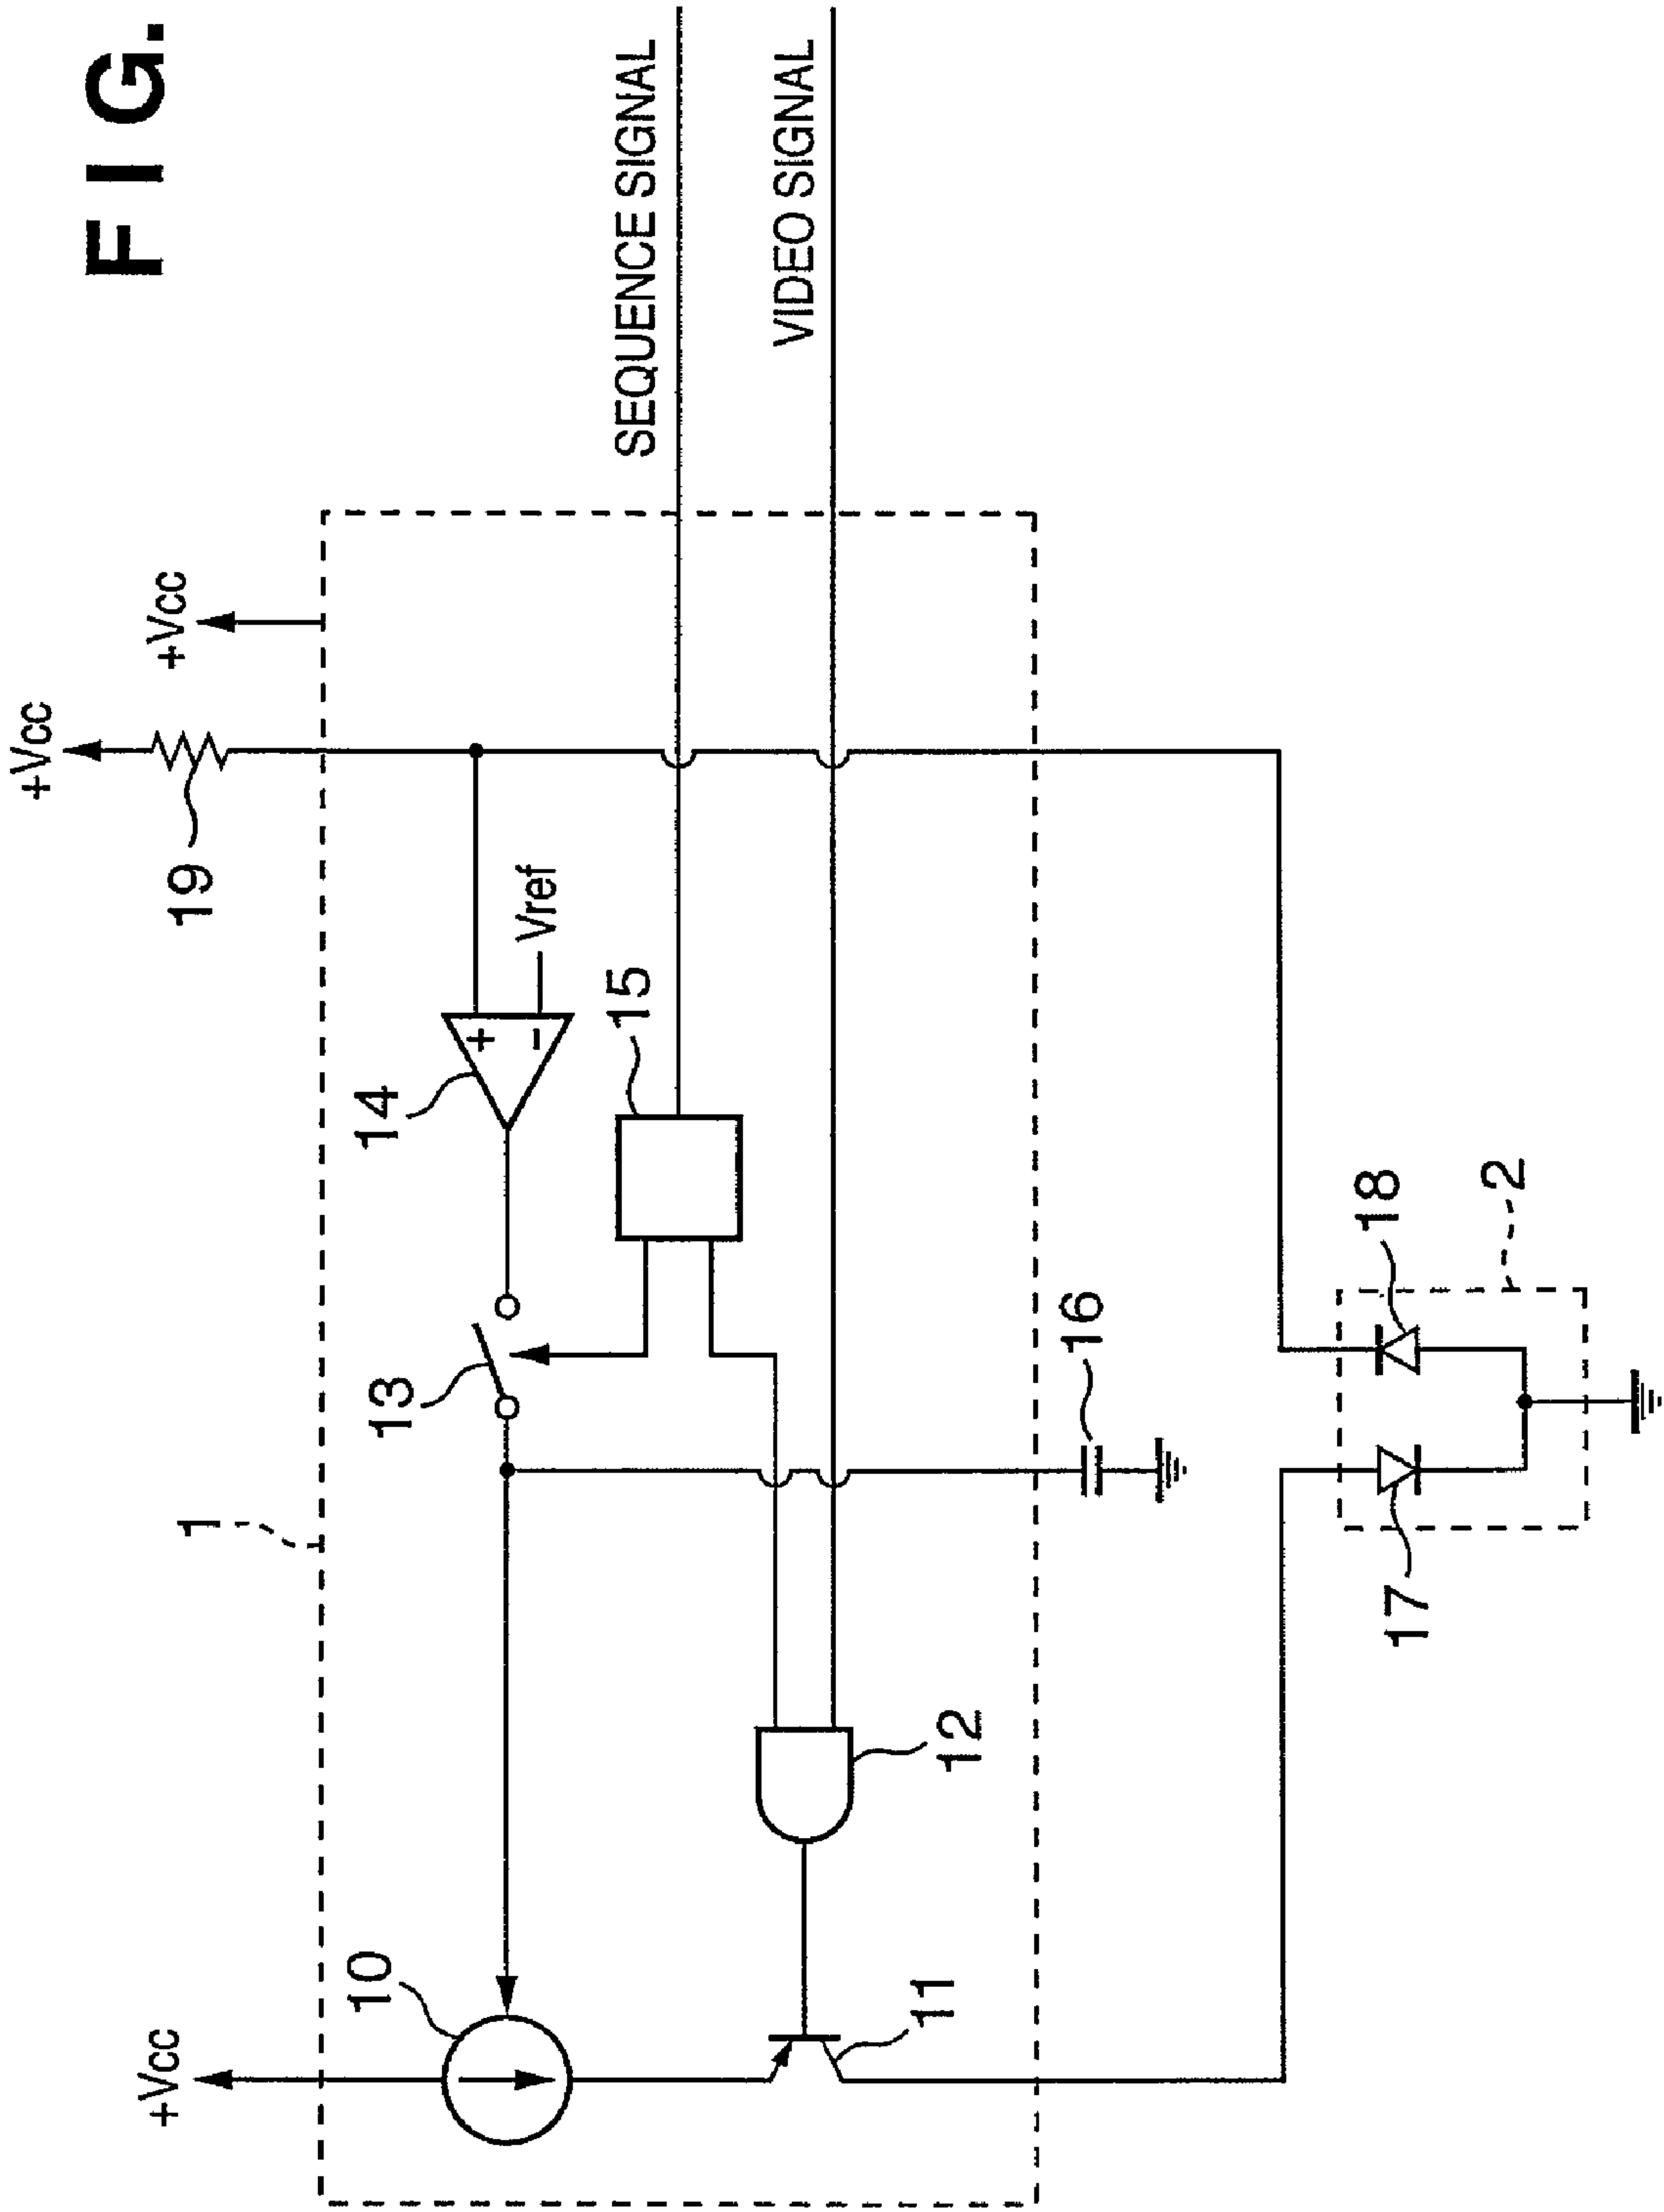 FIG.
+Vcc
+Vcc
SEQUENCE SIGNAL
VIDEO SIGNAL
19
Vref
+
-
14
15
13
16
18
2
17
1
12
10
11
+Vcc